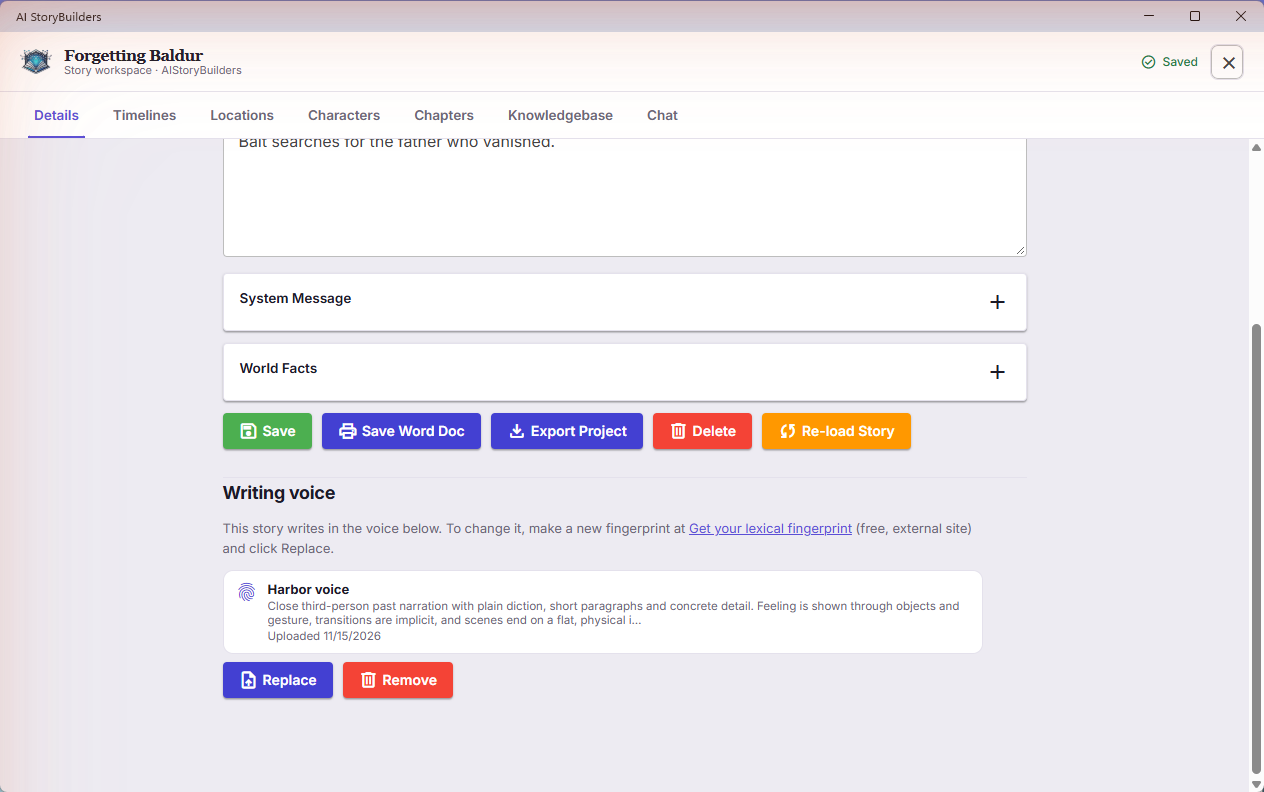 AI StoryBuilders
Forgetting Baldur
Story workspace · AIStoryBuilders
Saved
Details
Timelines
Locations
Characters
Chapters
Knowledgebase
Chat
Balt searches for the father who vanished.
System Message
World Facts
Save
Save Word Doc
Export Project
Delete
Re-load Story
Writing voice
This story writes in the voice below. To change it, make a new fingerprint at Get your lexical fingerprint (free, external site)
and click Replace.
Harbor voice
Close third-person past narration with plain diction, short paragraphs and concrete detail. Feeling is shown through objects and
gesture, transitions are implicit, and scenes end on a flat, physical i...
Uploaded 11/15/2026
Replace
Remove